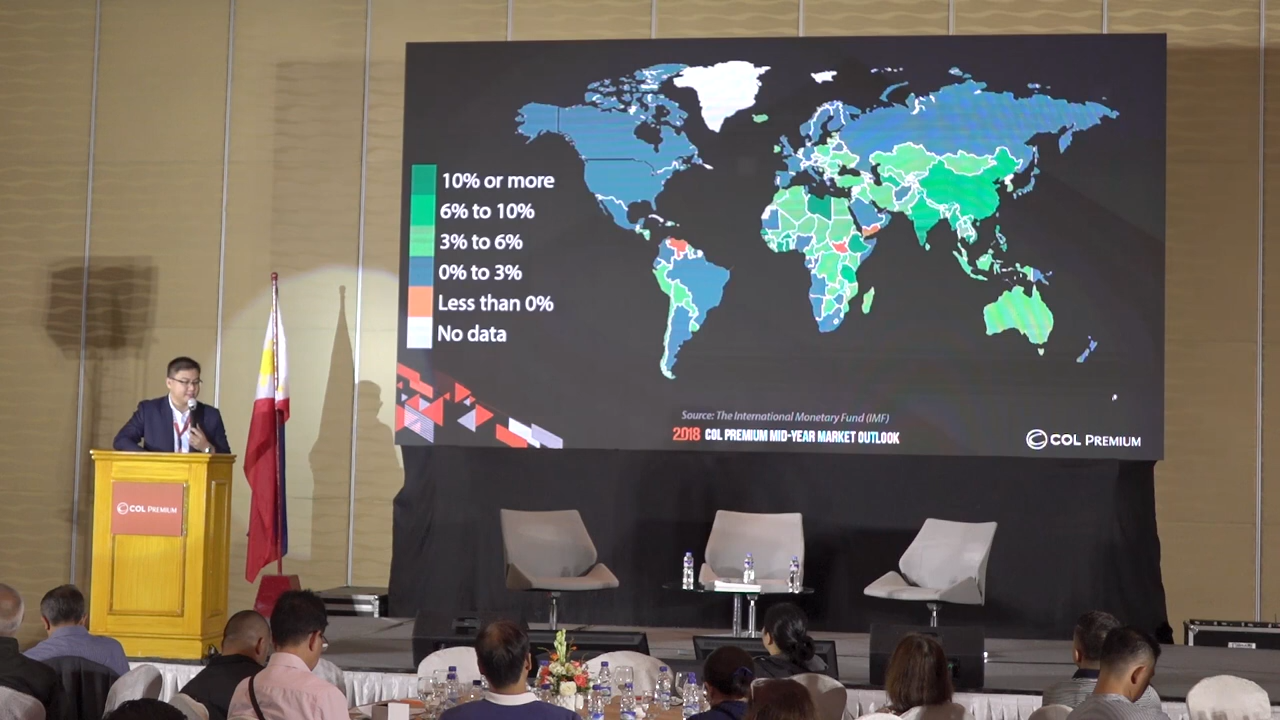 10% or more
6% to 10%
3% to 6%
0% to 3%
Less than 0%
No data
Source: The International Monetary Fund (IMF)
2018 COL PREMIUM MID-YEAR MARKET OUTLOOK
COL PREMIUM
COL PREMIUM